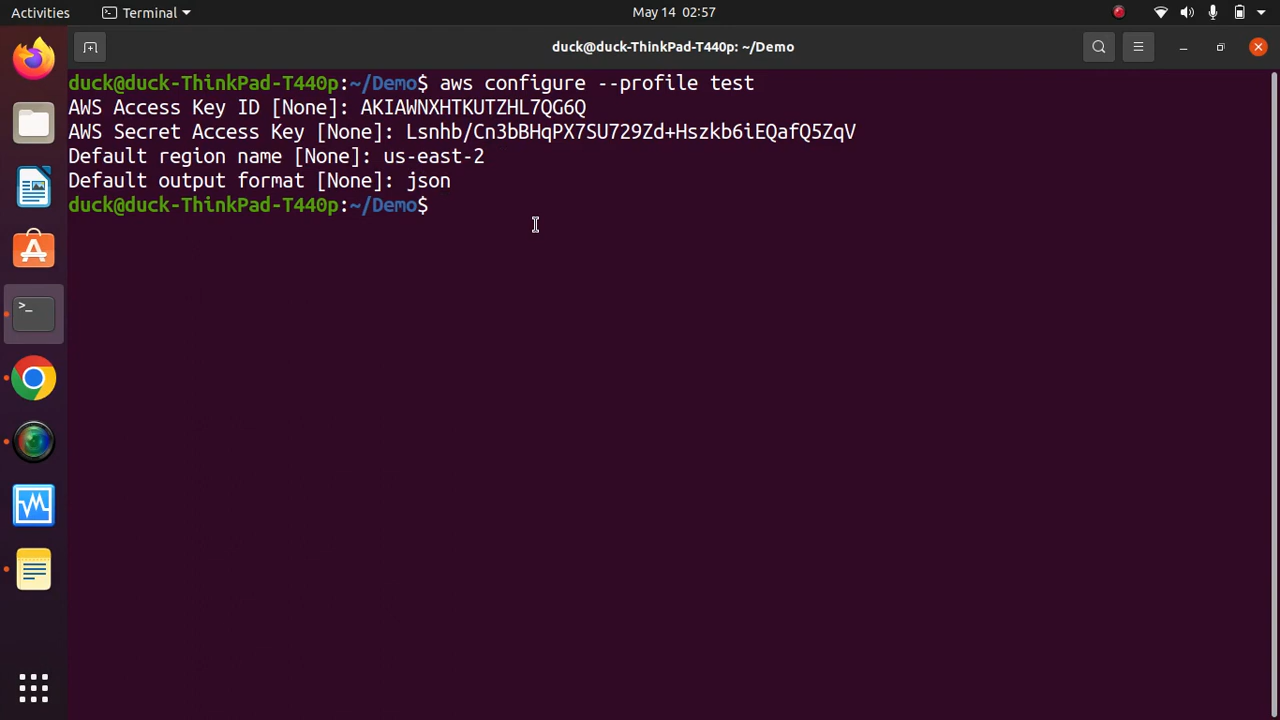 Activities
Terminal
May 14 02:57
duck@duck-ThinkPad-T440p: ~/Demo
duck@duck-ThinkPad-T440p:~/Demo$ aws configure --profile test
AWS Access Key ID [None]: AKIAWNXHTKUTZHL7QG6Q
AWS Secret Access Key [None]: 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
Default region name [None]: us-east-2
Default output format [None]: json
duck@duck-ThinkPad-T440p:~/Demo$